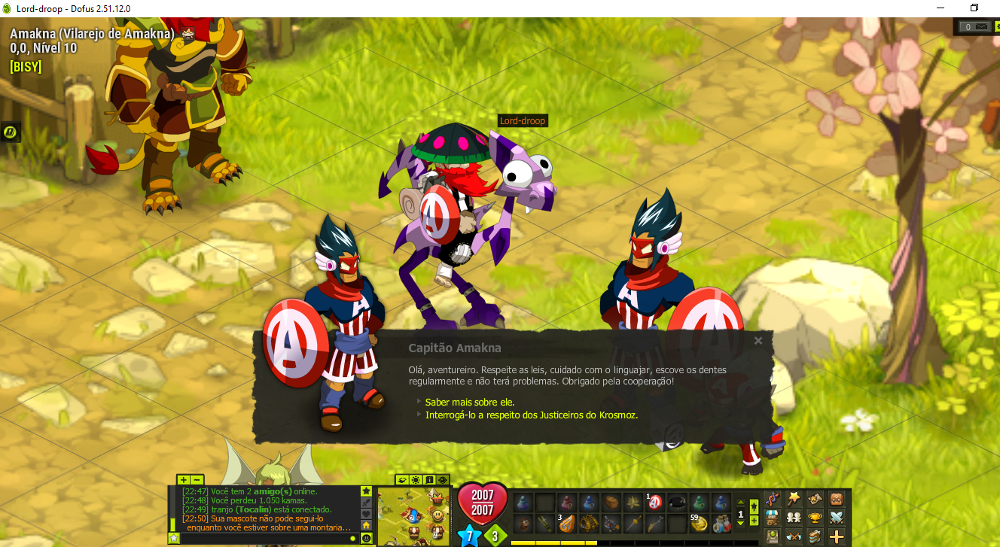 Lord-droop - Dofus 2.51.12.0
Amakna (Vilarejo de Amakna)
0,0, Nível 10
[BISY]
0
Lord-droop
A
A
A
A
Capitão Amakna
Olá, aventureiro. Respeite as leis, cuidado com o linguajar, escove os dentes
regularmente e não terá problemas. Obrigado pela cooperação!
Saber mais sobre ele.
Interrogá-lo a respeito dos Justiceiros do Krosmoz.
[22:47] Você tem 2 amigo(s) online.
[22:48] Você perdeu 1.050 kamas.
[22:49] tranjo (Tocalin) está conectado.
[22:50] Sua mascote não pode segui-lo
enquanto você estiver sobre uma montaria...
2007
2007
7
3
1
3
59
1